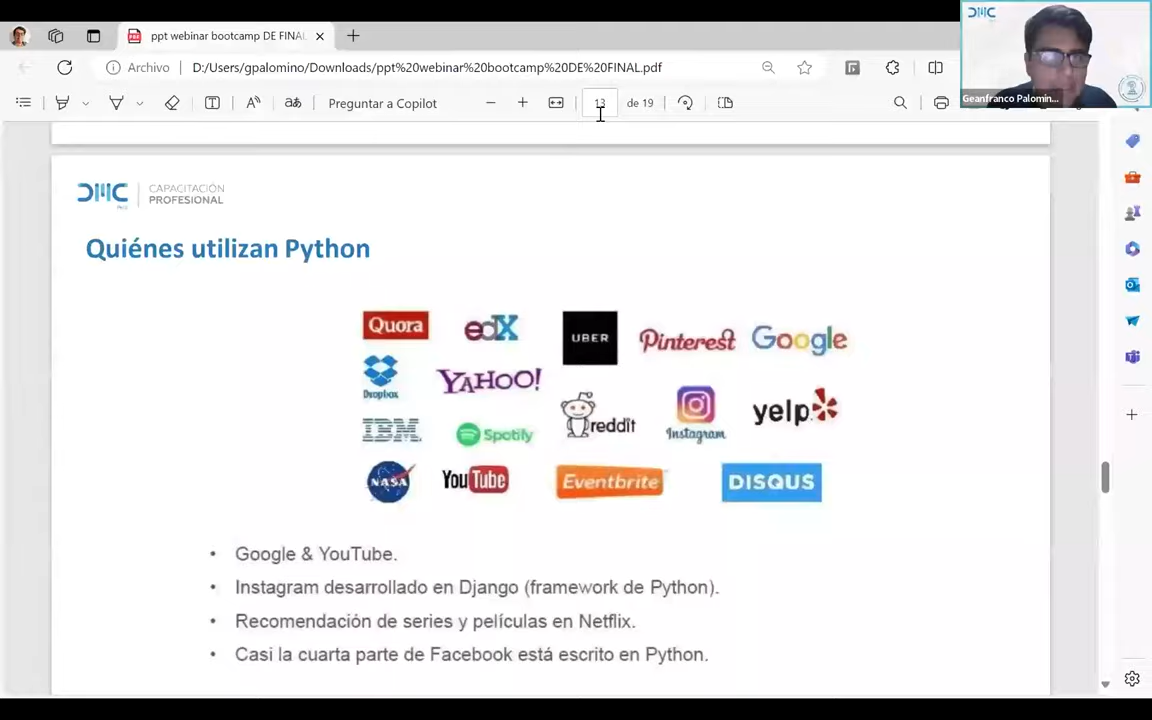 ppt webinar bootcamp DE FINAL
Archivo
D:/Users/gpalomino/Downloads/ppt%20webinar%20bootcamp%20DE%20FINAL.pdf
Preguntar a Copilot
13 de 19
DMC
Geanfranco Palomin...
DMC
CAPACITACIÓN
PROFESIONAL
Quiénes utilizan Python
Quora
edX
UBER
Pinterest
Google
Dropbox
YAHOO!
reddit
Instagram
yelp
IBM
Spotify
NASA
YouTube
Eventbrite
DISQUS
• Google & YouTube.
• Instagram desarrollado en Django (framework de Python).
• Recomendación de series y películas en Netflix.
• Casi la cuarta parte de Facebook está escrito en Python.